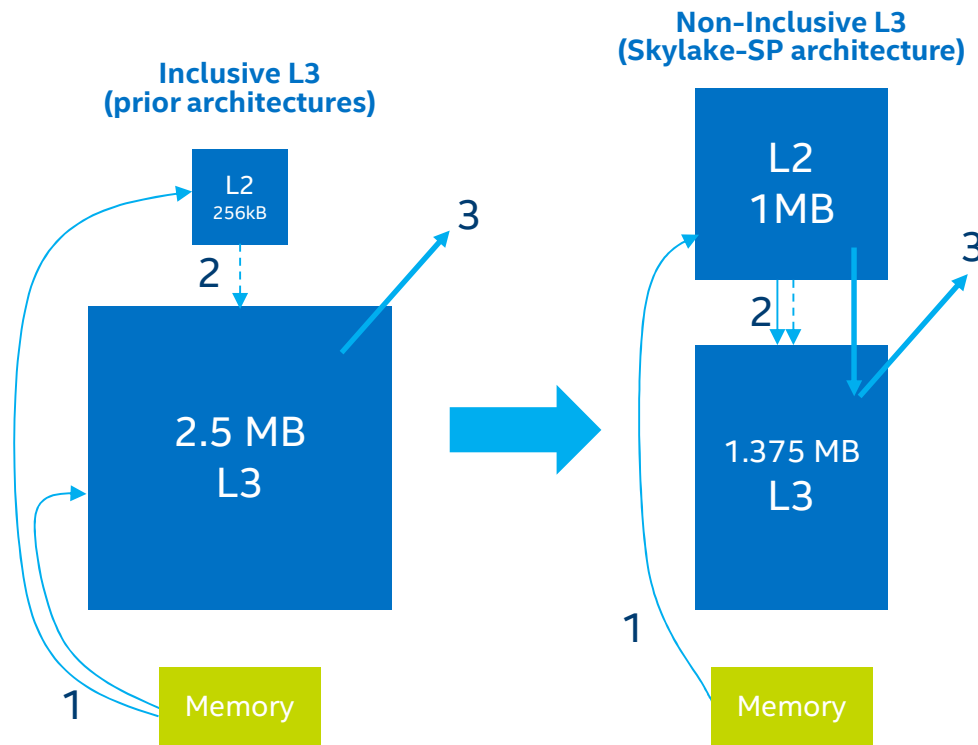 Inclusive L3
(prior architectures)
L2
256kB
2
3
2.5 MB
L3
1
Memory
Non-Inclusive L3
(Skylake-SP architecture)
L2
1MB
3
2
1.375 MB
L3
1
Memory